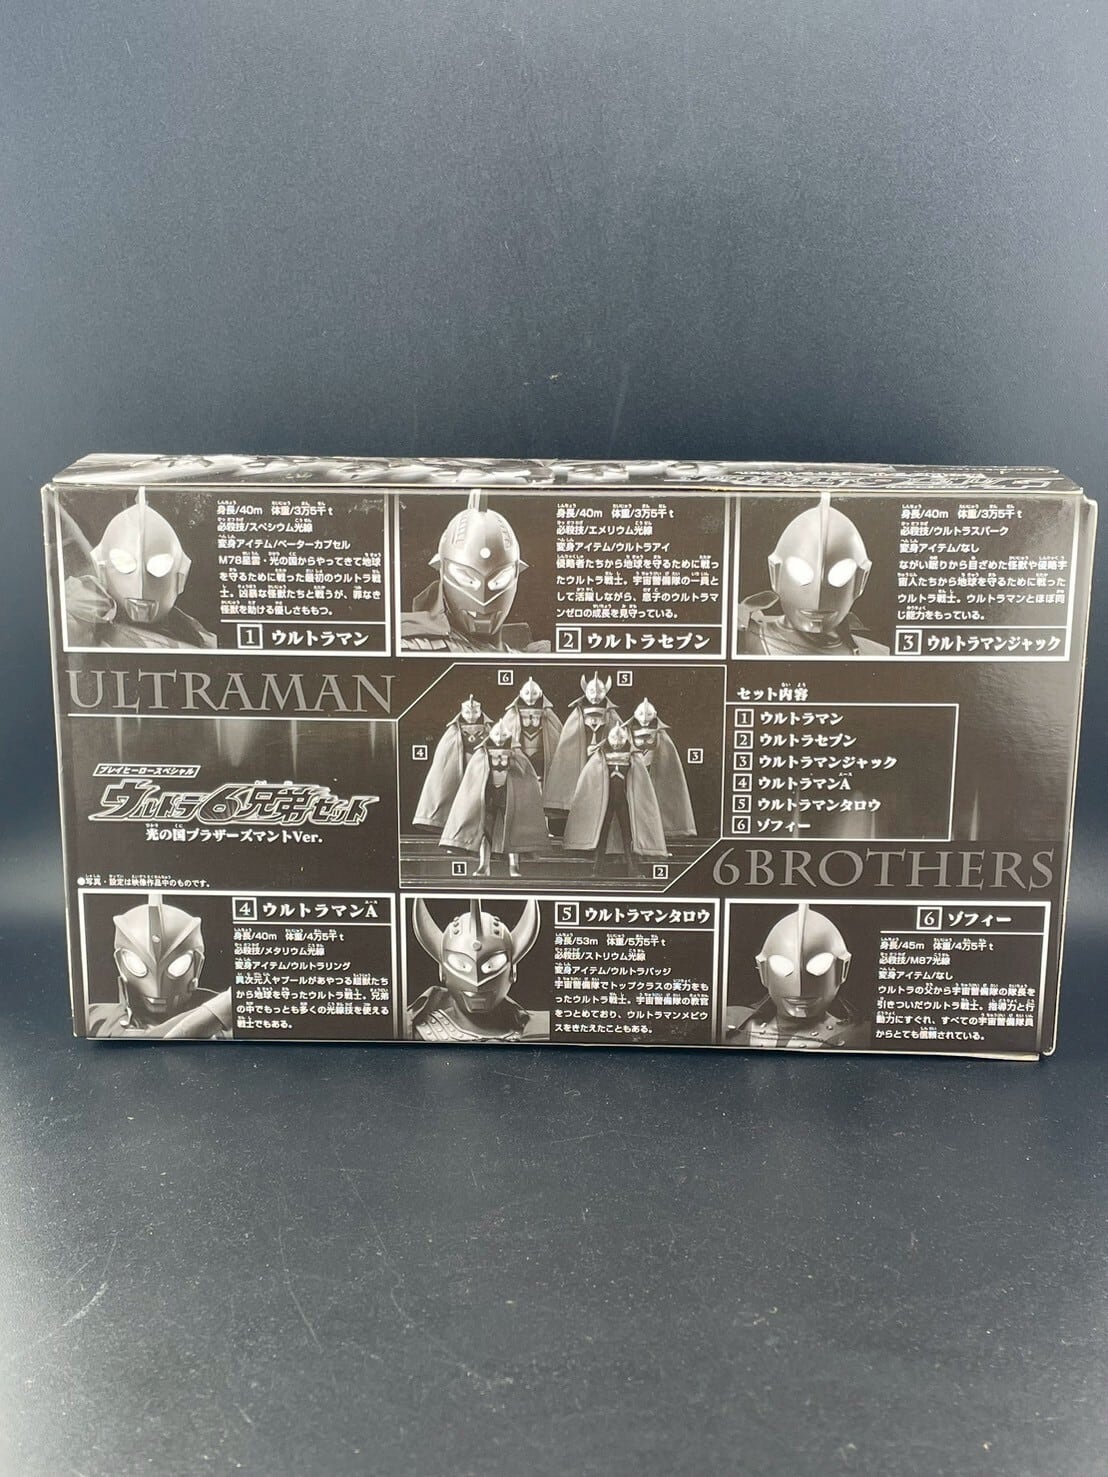 身長/40m 体重/3万5千t
必殺技/スペシウム光線
変身アイテム/ベーターカプセル
M78星雲・光の国からやってきて地球
を守るために戦った最初のウルトラ戦
士。凶暴な怪獣たちと戦うが、罪なき
怪獣を助ける優しさももつ。
1 ウルトラマン
身長/40m 体重/3万5千t
必殺技/エメリウム光線
変身アイテム/ウルトラアイ
侵略者たちから地球を守るために戦っ
たウルトラ戦士。宇宙警備隊の一員と
して活躍しながら、息子のウルトラマ
ンゼロの成長を見守っている。
2 ウルトラセブン
身長/40m 体重/3万5千t
必殺技/ウルトラスパーク
変身アイテム/なし
ながい眠りから目ざめた怪獣や侵略宇
宙人たちから地球を守るために戦った
ウルトラ戦士。ウルトラマンとほぼ同
じ能力をもっている。
3 ウルトラマンジャック
ULTRAMAN
プレイヒーロースペシャル
ウルトラ6兄弟セット
光の国ブラザーズマントVer.
●写真・設定は映像作品中のものです。
6
5
4
3
1
2
セット内容
1 ウルトラマン
2 ウルトラセブン
3 ウルトラマンジャック
4 ウルトラマンA
5 ウルトラマンタロウ
6 ゾフィー
6BROTHERS
4 ウルトラマンA
身長/40m 体重/4万5千t
必殺技/メタリウム光線
変身アイテム/ウルトラリング
異次元人ヤプールがあやつる超獣たち
から地球を守ったウルトラ戦士。兄弟
の中でもっとも多くの光線技を使える
戦士でもある。
5 ウルトラマンタロウ
身長/53m 体重/5万5千t
必殺技/ストリウム光線
変身アイテム/ウルトラバッジ
宇宙警備隊でトップクラスの実力をも
ったウルトラ戦士。宇宙警備隊の教官
をつとめており、ウルトラマンメビウ
スをきたえたこともある。
6 ゾフィー
身長/45m 体重/4万5千t
必殺技/M87光線
変身アイテム/なし
ウルトラの父から宇宙警備隊の隊長を
引きついだウルトラ戦士。指導力と行
動力にすぐれ、すべての宇宙警備隊員
からとても信頼されている。